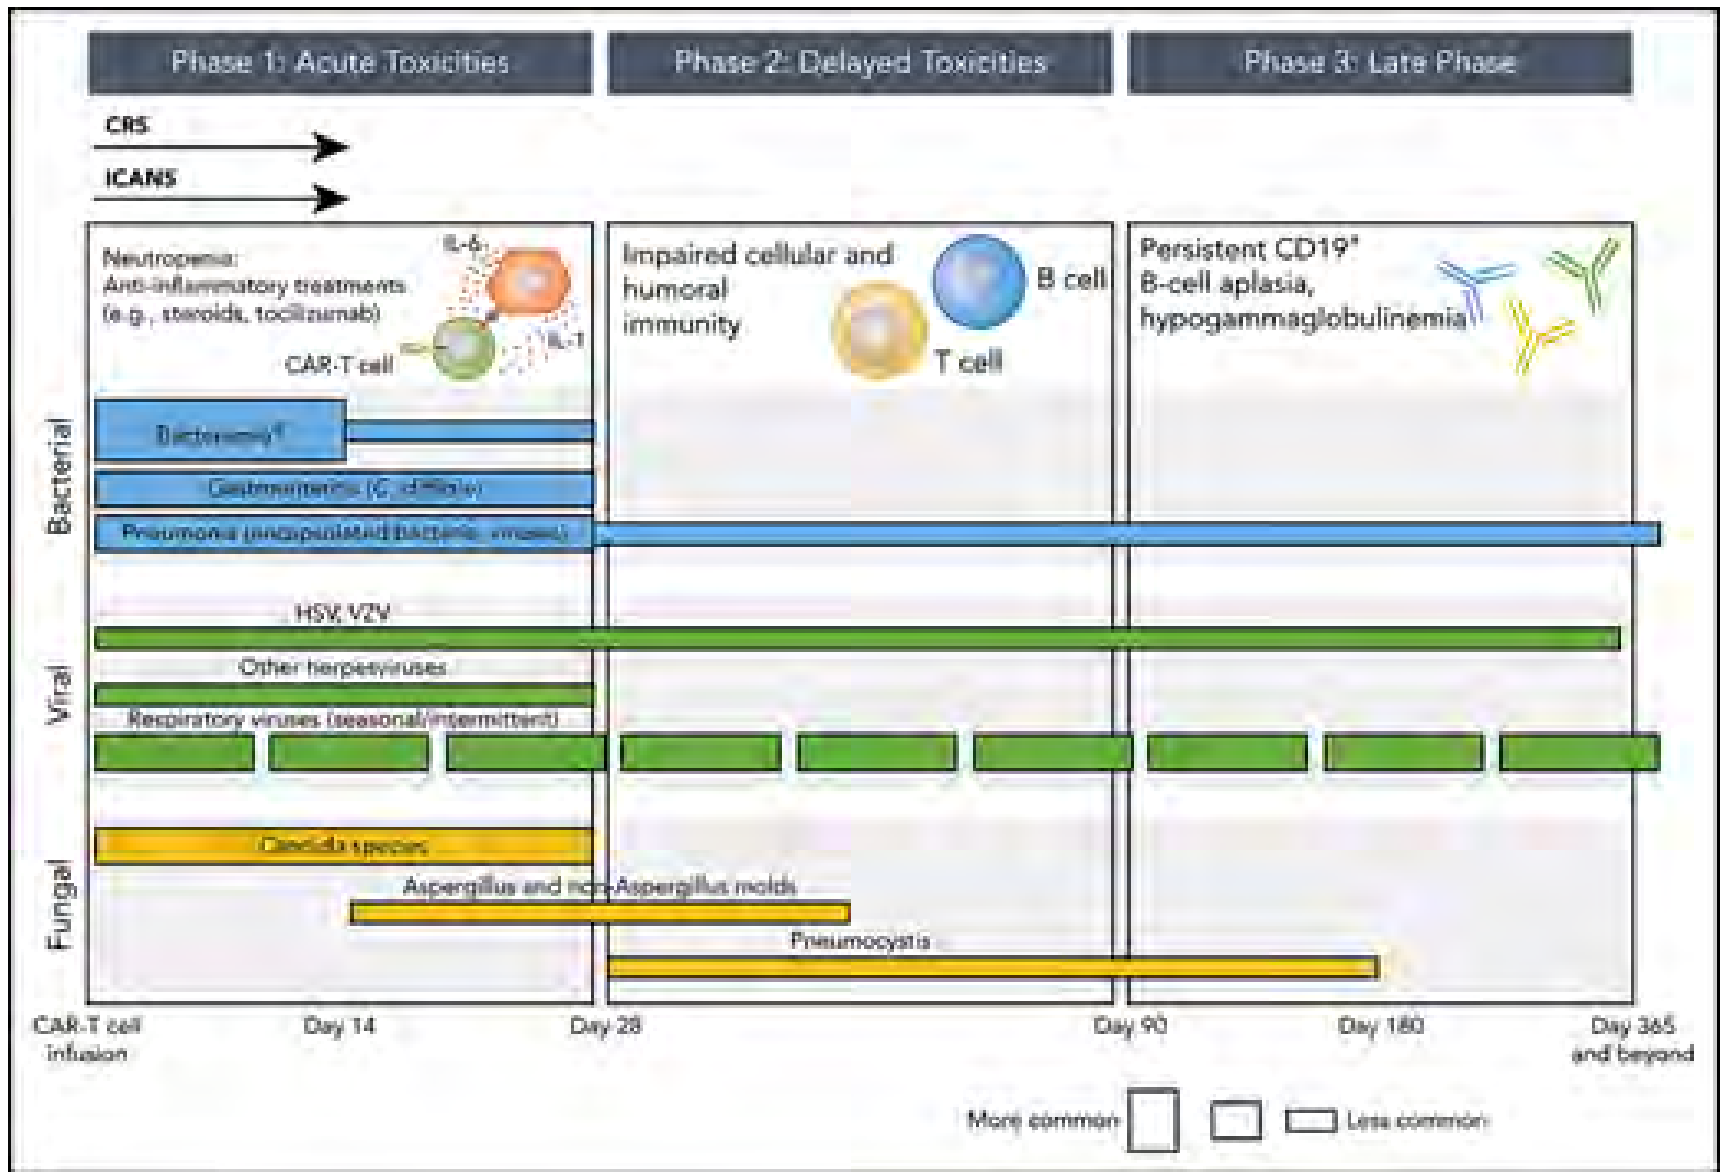 Phase 1: Acute Toxicities
Phase 2: Delayed Toxicities
Phase 3: Late Phase
CRS
ICANS
Neutropenia:
Anti-inflammatory treatments
(e.g., steroids, tocilizumab)
IL-6
IL-1
CAR-T cell
Impaired cellular and
humoral
immunity
B cell
T cell
Persistent CD19+
B-cell aplasia,
hypogammaglobulinemia
Bacterial
Bacteremia
Gastroenteritis (C. difficile)
Pneumonia (encapsulated bacteria, viruses)
Viral
HSV, VZV
Other herpesviruses
Respiratory viruses (seasonal/intermittent)
Fungal
Candida species
Aspergillus and non-Aspergillus molds
Pneumocystis
CAR-T cell
infusion
Day 14
Day 28
Day 90
Day 180
Day 365
and beyond
More common
Less common